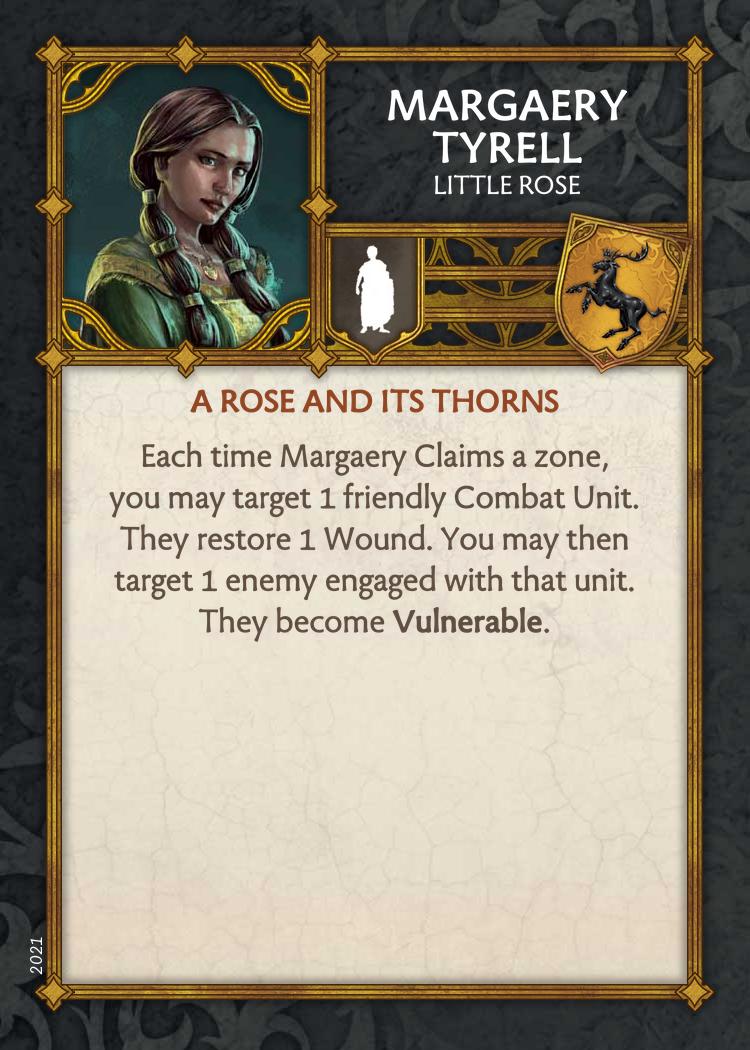 MARGAERY
TYRELL
LITTLE ROSE
A ROSE AND ITS THORNS
Each time Margaery Claims a zone,
you may target 1 friendly Combat Unit.
They restore 1 Wound. You may then
target 1 enemy engaged with that unit.
They become Vulnerable.
2021